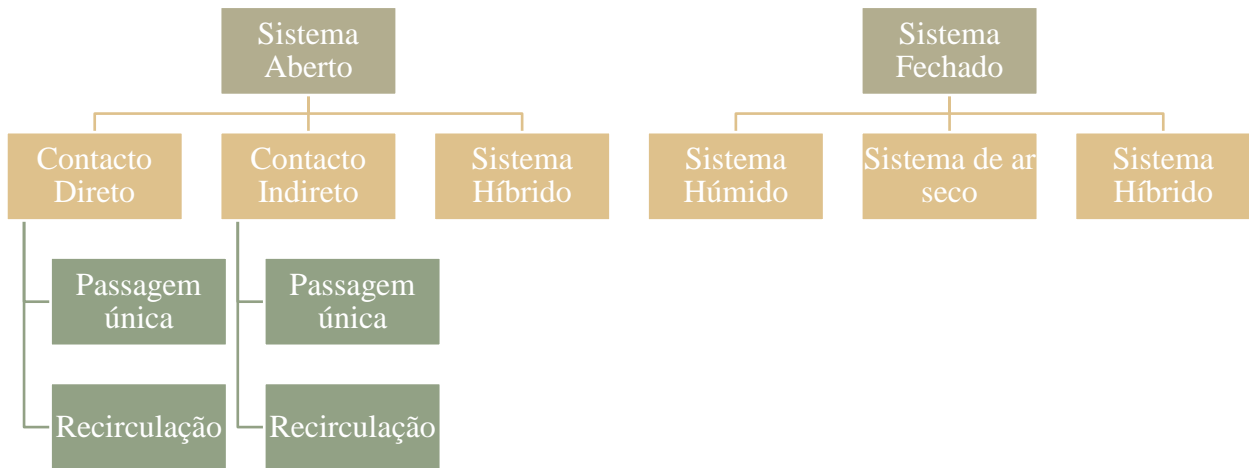 Sistema
Aberto
Sistema
Fechado
Contacto
Direto
Contacto
Indireto
Sistema
Híbrido
Sistema
Húmido
Sistema de ar
seco
Sistema
Híbrido
Passagem
única
Passagem
única
Recirculação
Recirculação